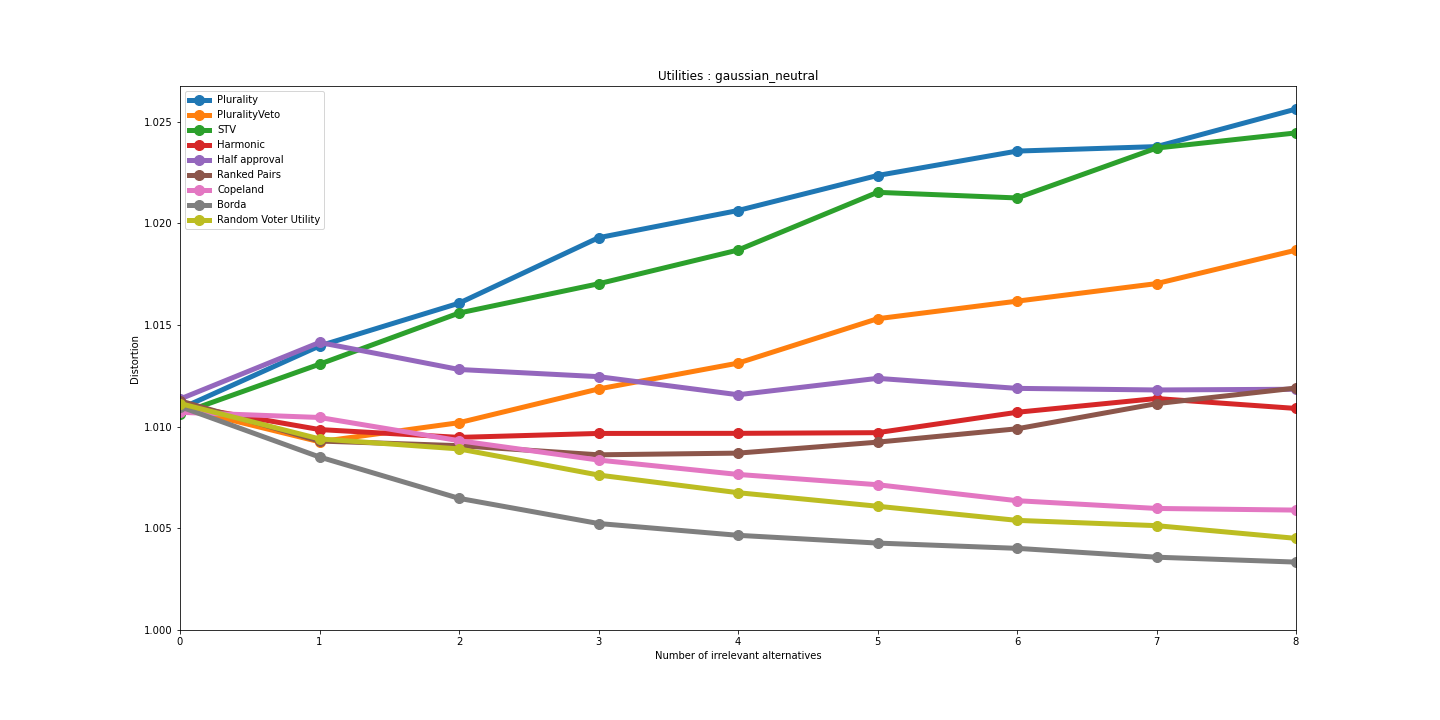 Utilities : gaussian_neutral
Plurality
PluralityVeto
STV
Harmonic
Half approval
Ranked Pairs
Copeland
Borda
Random Voter Utility
Distortion
1.025
1.020
1.015
1.010
1.005
1.000
0 1 2 3 4 5 6 7 8
Number of irrelevant alternatives